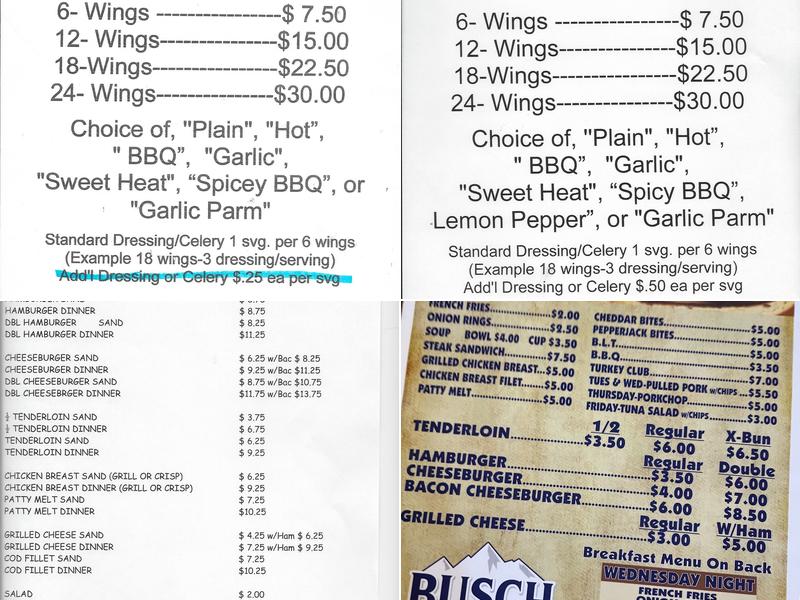 6- Wings -----------------$ 7.50
12- Wings----------------$15.00
18-Wings-----------------$22.50
24- Wings----------------$30.00
Choice of, "Plain", "Hot",
" BBQ", "Garlic",
"Sweet Heat", "Spicey BBQ", or
"Garlic Parm"
Standard Dressing/Celery 1 svg. per 6 wings
(Example 18 wings-3 dressing/serving)
Add'l Dressing or Celery $.25 ea per svg
6- Wings -----------------$ 7.50
12- Wings----------------$15.00
18-Wings-----------------$22.50
24- Wings----------------$30.00
Choice of, "Plain", "Hot",
" BBQ", "Garlic",
"Sweet Heat", "Spicy BBQ",
Lemon Pepper", or "Garlic Parm"
Standard Dressing/Celery 1 svg. per 6 wings
(Example 18 wings-3 dressing/serving)
Add'l Dressing or Celery $.50 ea per svg
HAMBURGER DINNER $ 8.75
DBL HAMBURGER SAND $ 8.25
DBL HAMBURGER DINNER $11.25
CHEESEBURGER SAND $ 6.25 w/Bac $ 8.25
CHEESEBURGER DINNER $ 9.25 w/Bac $11.25
DBL CHEESEBURGER SAND $ 8.75 w/Bac $10.75
DBL CHEESEBRGER DINNER $11.75 w/Bac $13.75
½ TENDERLOIN SAND $ 3.75
½ TENDERLOIN DINNER $ 6.75
TENDERLOIN SAND $ 6.25
TENDERLOIN DINNER $ 9.25
CHICKEN BREAST SAND (GRILL OR CRISP) $ 6.25
CHICKEN BREAST DINNER (GRILL OR CRISP) $ 9.25
PATTY MELT SAND $ 7.25
PATTY MELT DINNER $10.25
GRILLED CHEESE SAND $ 4.25 w/Ham $ 6.25
GRILLED CHEESE DINNER $ 7.25 w/Ham $ 9.25
COD FILLET SAND $ 7.25
COD FILLET DINNER $10.25
SALAD $ 2.00
FRENCH FRIES $2.00
ONION RINGS $2.50
SOUP BOWL $4.00 CUP $3.50
STEAK SANDWICH $7.50
GRILLED CHICKEN BREAST...$5.00
CHICKEN BREAST FILET $5.00
PATTY MELT $5.00
CHEDDAR BITES $5.00
PEPPERJACK BITES $5.00
B.L.T. $5.00
B.B.Q. $3.50
TURKEY CLUB $7.00
TUES & WED-PULLED PORK w/CHIPS ...$5.50
THURSDAY-PORKCHOP $5.00
FRIDAY-TUNA SALAD w/CHIPS $3.00
1/2 Regular X-Bun
TENDERLOIN $3.50 $6.00 $6.50
Regular Double
HAMBURGER $3.50 $6.00
CHEESEBURGER $4.00 $7.00
BACON CHEESEBURGER $6.00 $8.50
Regular W/Ham
GRILLED CHEESE $3.00 $5.00
Breakfast Menu On Back
BUSCH
WEDNESDAY NIGHT
FRENCH FRIES